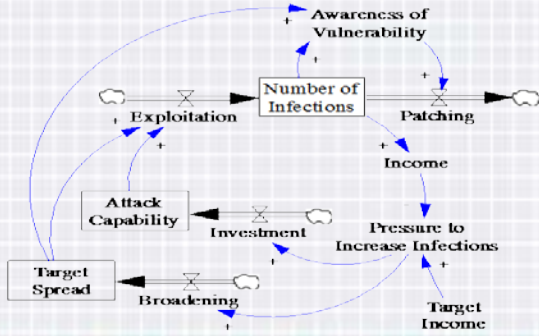 Awareness of
Vulnerability
+
+
+
Number of
Infections
Exploitation
+
+
Patching
+
Income
Attack
Capability
Investment
+
Pressure to
Increase Infections
+
Target
Spread
Broadening
+
Target
Income